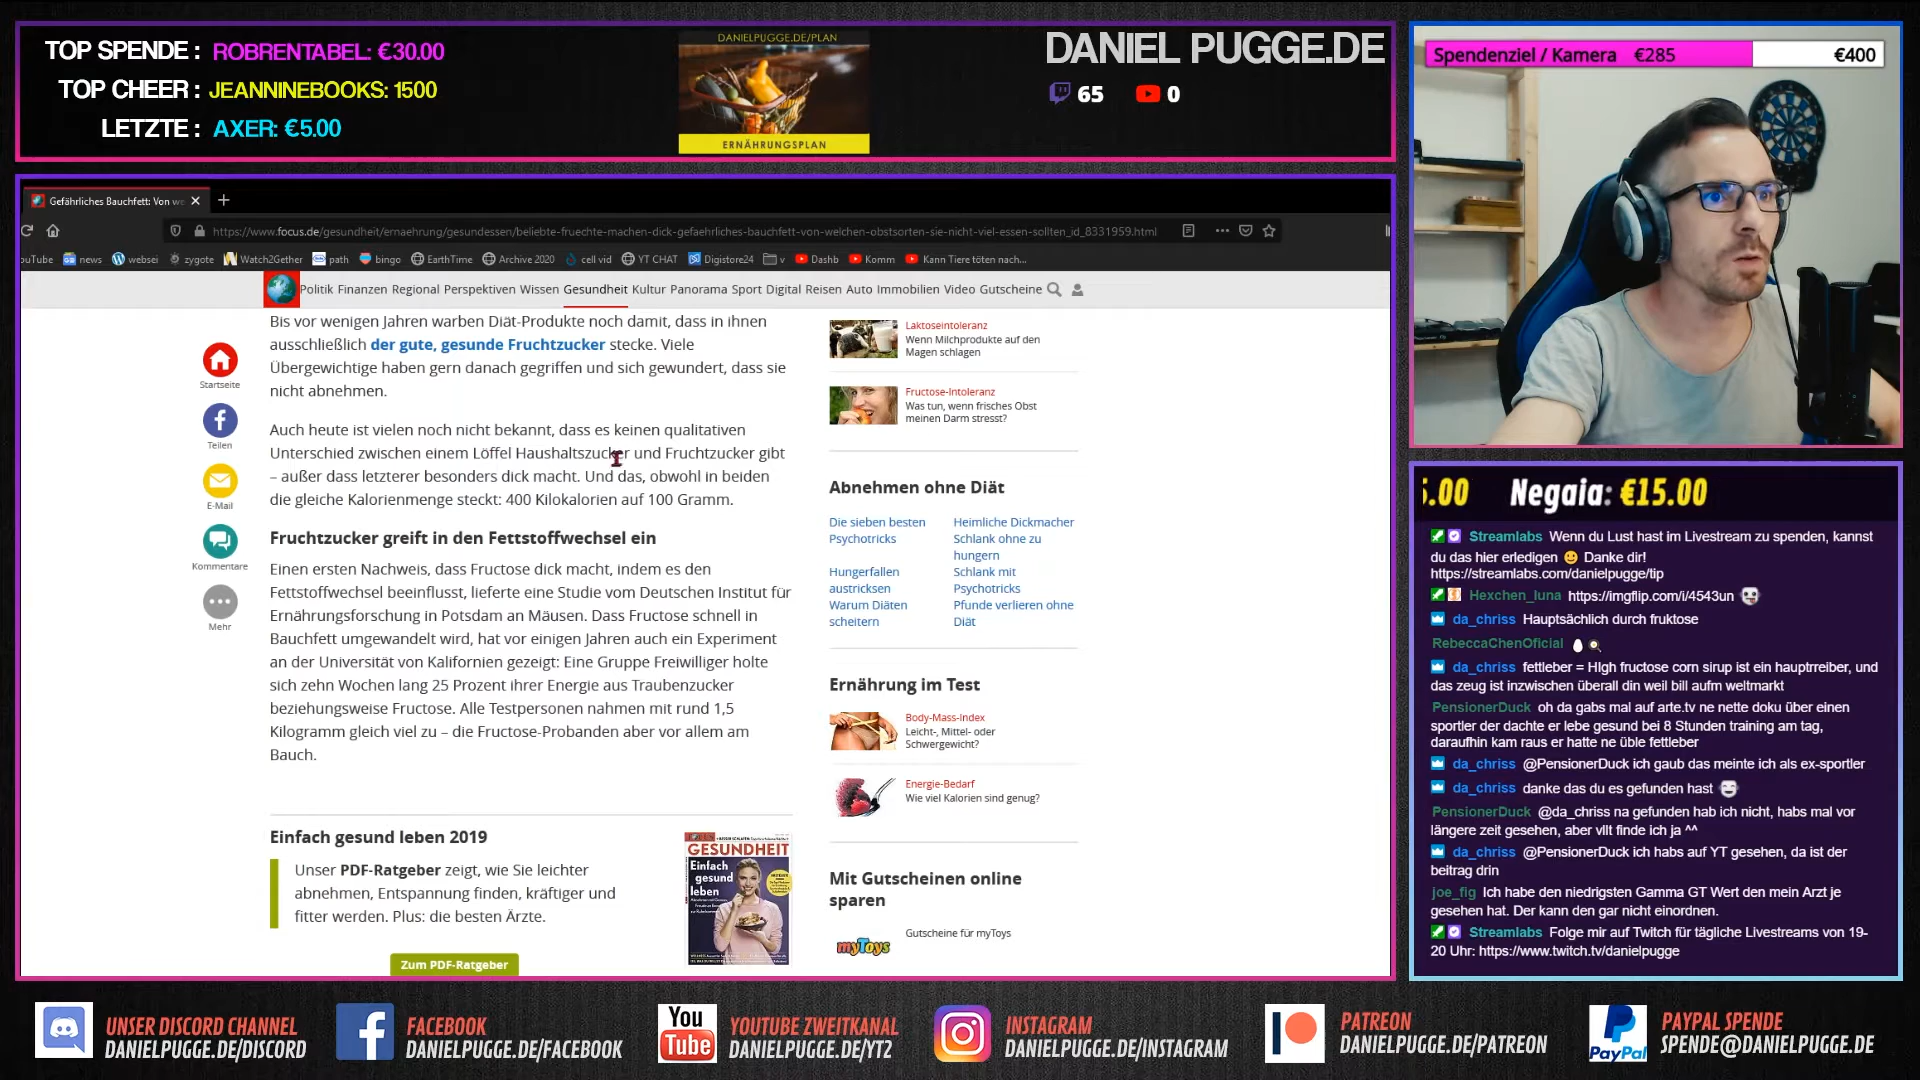 TOP SPENDE : ROBRENTABEL: €30.00
TOP CHEER : JEANNINEBOOKS: 1500
LETZTE : AXER: €5.00
DANIELPUGGE.DE/PLAN
ERNÄHRUNGSPLAN
DANIEL PUGGE.DE
65 0
Spendenziel / Kamera €285 €400
Gefährliches Bauchfett: Von we
https://www.focus.de/gesundheit/ernaehrung/gesundessen/beliebte-fruechte-machen-dick-gefaehrliches-bauchfett-von-welchen-obstsorten-sie-nicht-viel-essen-sollten_id_8331959.html
ouTube news websei zygote Watch2Gether path bingo EarthTime Archive 2020 cell vid YT CHAT Digistore24 v Dashb Komm Kann Tiere töten nach...
Politik Finanzen Regional Perspektiven Wissen Gesundheit Kultur Panorama Sport Digital Reisen Auto Immobilien Video Gutscheine
Startseite
Teilen
E-Mail
Kommentare
Mehr
Bis vor wenigen Jahren warben Diät-Produkte noch damit, dass in ihnen
ausschließlich der gute, gesunde Fruchtzucker stecke. Viele
Übergewichtige haben gern danach gegriffen und sich gewundert, dass sie
nicht abnehmen.
Auch heute ist vielen noch nicht bekannt, dass es keinen qualitativen
Unterschied zwischen einem Löffel Haushaltszucker und Fruchtzucker gibt
– außer dass letzterer besonders dick macht. Und das, obwohl in beiden
die gleiche Kalorienmenge steckt: 400 Kilokalorien auf 100 Gramm.
Fruchtzucker greift in den Fettstoffwechsel ein
Einen ersten Nachweis, dass Fructose dick macht, indem es den
Fettstoffwechsel beeinflusst, lieferte eine Studie vom Deutschen Institut für
Ernährungsforschung in Potsdam an Mäusen. Dass Fructose schnell in
Bauchfett umgewandelt wird, hat vor einigen Jahren auch ein Experiment
an der Universität von Kalifornien gezeigt: Eine Gruppe Freiwilliger holte
sich zehn Wochen lang 25 Prozent ihrer Energie aus Traubenzucker
beziehungsweise Fructose. Alle Testpersonen nahmen mit rund 1,5
Kilogramm gleich viel zu – die Fructose-Probanden aber vor allem am
Bauch.
Einfach gesund leben 2019
Unser PDF-Ratgeber zeigt, wie Sie leichter
abnehmen, Entspannung finden, kräftiger und
fitter werden. Plus: die besten Ärzte.
Zum PDF-Ratgeber
GESUNDHEIT
Einfach
gesund
leben
Laktoseintoleranz
Wenn Milchprodukte auf den
Magen schlagen
Fructose-Intoleranz
Was tun, wenn frisches Obst
meinen Darm stresst?
Abnehmen ohne Diät
Die sieben besten
Psychotricks
Hungerfallen
austricksen
Warum Diäten
scheitern
Heimliche Dickmacher
Schlank ohne zu
hungern
Schlank mit
Psychotricks
Pfunde verlieren ohne
Diät
Ernährung im Test
Body-Mass-Index
Leicht-, Mittel- oder
Schwergewicht?
Energie-Bedarf
Wie viel Kalorien sind genug?
Mit Gutscheinen online
sparen
myToys
Gutscheine für myToys
5.00 Negaia: €15.00
Streamlabs Wenn du Lust hast im Livestream zu spenden, kannst
du das hier erledigen Danke dir!
https://streamlabs.com/danielpugge/tip
Hexchen_luna https://imgflip.com/i/4543un
da_chriss Hauptsächlich durch fruktose
RebeccaChenOficial
da_chriss fettleber = HIgh fructose corn sirup ist ein hauptrreiber, und
das zeug ist inzwischen überall din weil bill aufm weltmarkt
PensionerDuck oh da gabs mal auf arte.tv ne nette doku über einen
sportler der dachte er lebe gesund bei 8 Stunden training am tag,
daraufhin kam raus er hatte ne üble fettleber
da_chriss @PensionerDuck ich gaub das meinte ich als ex-sportler
da_chriss danke das du es gefunden hast
PensionerDuck @da_chriss na gefunden hab ich nicht, habs mal vor
längere zeit gesehen, aber vllt finde ich ja ^^
da_chriss @PensionerDuck ich habs auf YT gesehen, da ist der
beitrag drin
joe_fig Ich habe den niedrigsten Gamma GT Wert den mein Arzt je
gesehen hat. Der kann den gar nicht einordnen.
Streamlabs Folge mir auf Twitch für tägliche Livestreams von 19-
20 Uhr: https://www.twitch.tv/danielpugge
UNSER DISCORD CHANNEL
DANIELPUGGE.DE/DISCORD
FACEBOOK
DANIELPUGGE.DE/FACEBOOK
You
Tube
YOUTUBE ZWEITKANAL
DANIELPUGGE.DE/YT2
INSTAGRAM
DANIELPUGGE.DE/INSTAGRAM
PATREON
DANIELPUGGE.DE/PATREON
PayPal
PAYPAL SPENDE
SPENDE@DANIELPUGGE.DE